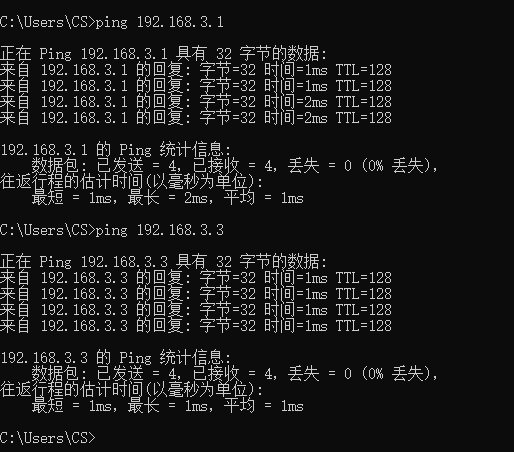 C:\Users\CS>ping 192.168.3.1
正在 Ping 192.168.3.1 具有 32 字节的数据:
来自 192.168.3.1 的回复: 字节=32 时间=1ms TTL=128
来自 192.168.3.1 的回复: 字节=32 时间=1ms TTL=128
来自 192.168.3.1 的回复: 字节=32 时间=2ms TTL=128
来自 192.168.3.1 的回复: 字节=32 时间=2ms TTL=128
192.168.3.1 的 Ping 统计信息:
数据包: 已发送 = 4, 已接收 = 4, 丢失 = 0 (0% 丢失),
往返行程的估计时间(以毫秒为单位):
最短 = 1ms, 最长 = 2ms, 平均 = 1ms
C:\Users\CS>ping 192.168.3.3
正在 Ping 192.168.3.3 具有 32 字节的数据:
来自 192.168.3.3 的回复: 字节=32 时间=1ms TTL=128
来自 192.168.3.3 的回复: 字节=32 时间=1ms TTL=128
来自 192.168.3.3 的回复: 字节=32 时间=1ms TTL=128
来自 192.168.3.3 的回复: 字节=32 时间=1ms TTL=128
192.168.3.3 的 Ping 统计信息:
数据包: 已发送 = 4, 已接收 = 4, 丢失 = 0 (0% 丢失),
往返行程的估计时间(以毫秒为单位):
最短 = 1ms, 最长 = 1ms, 平均 = 1ms
C:\Users\CS>